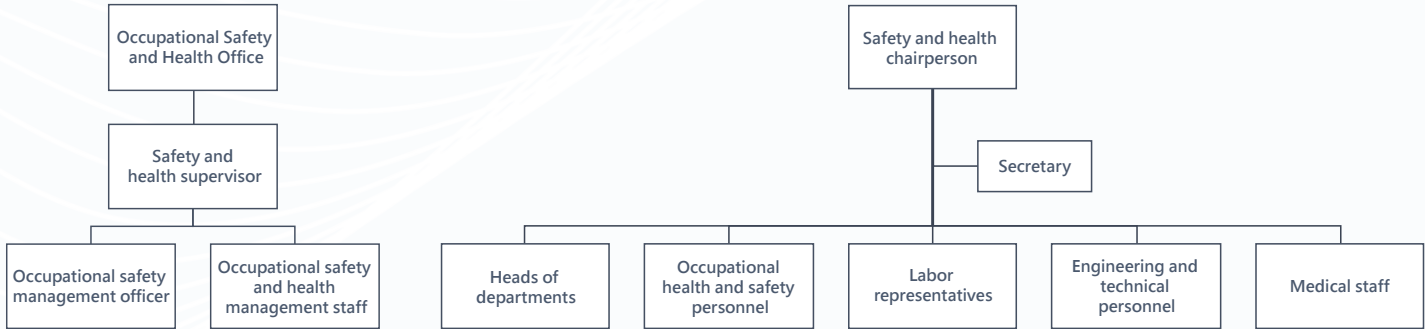 Occupational Safety
and Health Office
Safety and
health supervisor
Occupational safety
management officer
Occupational safety
and health
management staff
Safety and health
chairperson
Secretary
Heads of
departments
Occupational
health and safety
personnel
Labor
representatives
Engineering and
technical
personnel
Medical staff